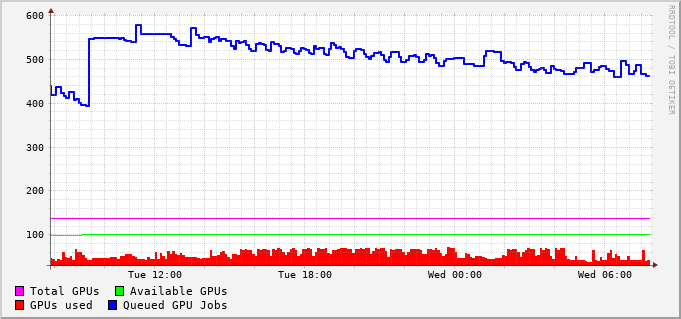 600
500
400
300
200
100
Tue 12:00 Tue 18:00 Wed 00:00 Wed 06:00
Total GPUs Available GPUs
GPUs used Queued GPU Jobs
RRDTOOL / TOBI OETIKER